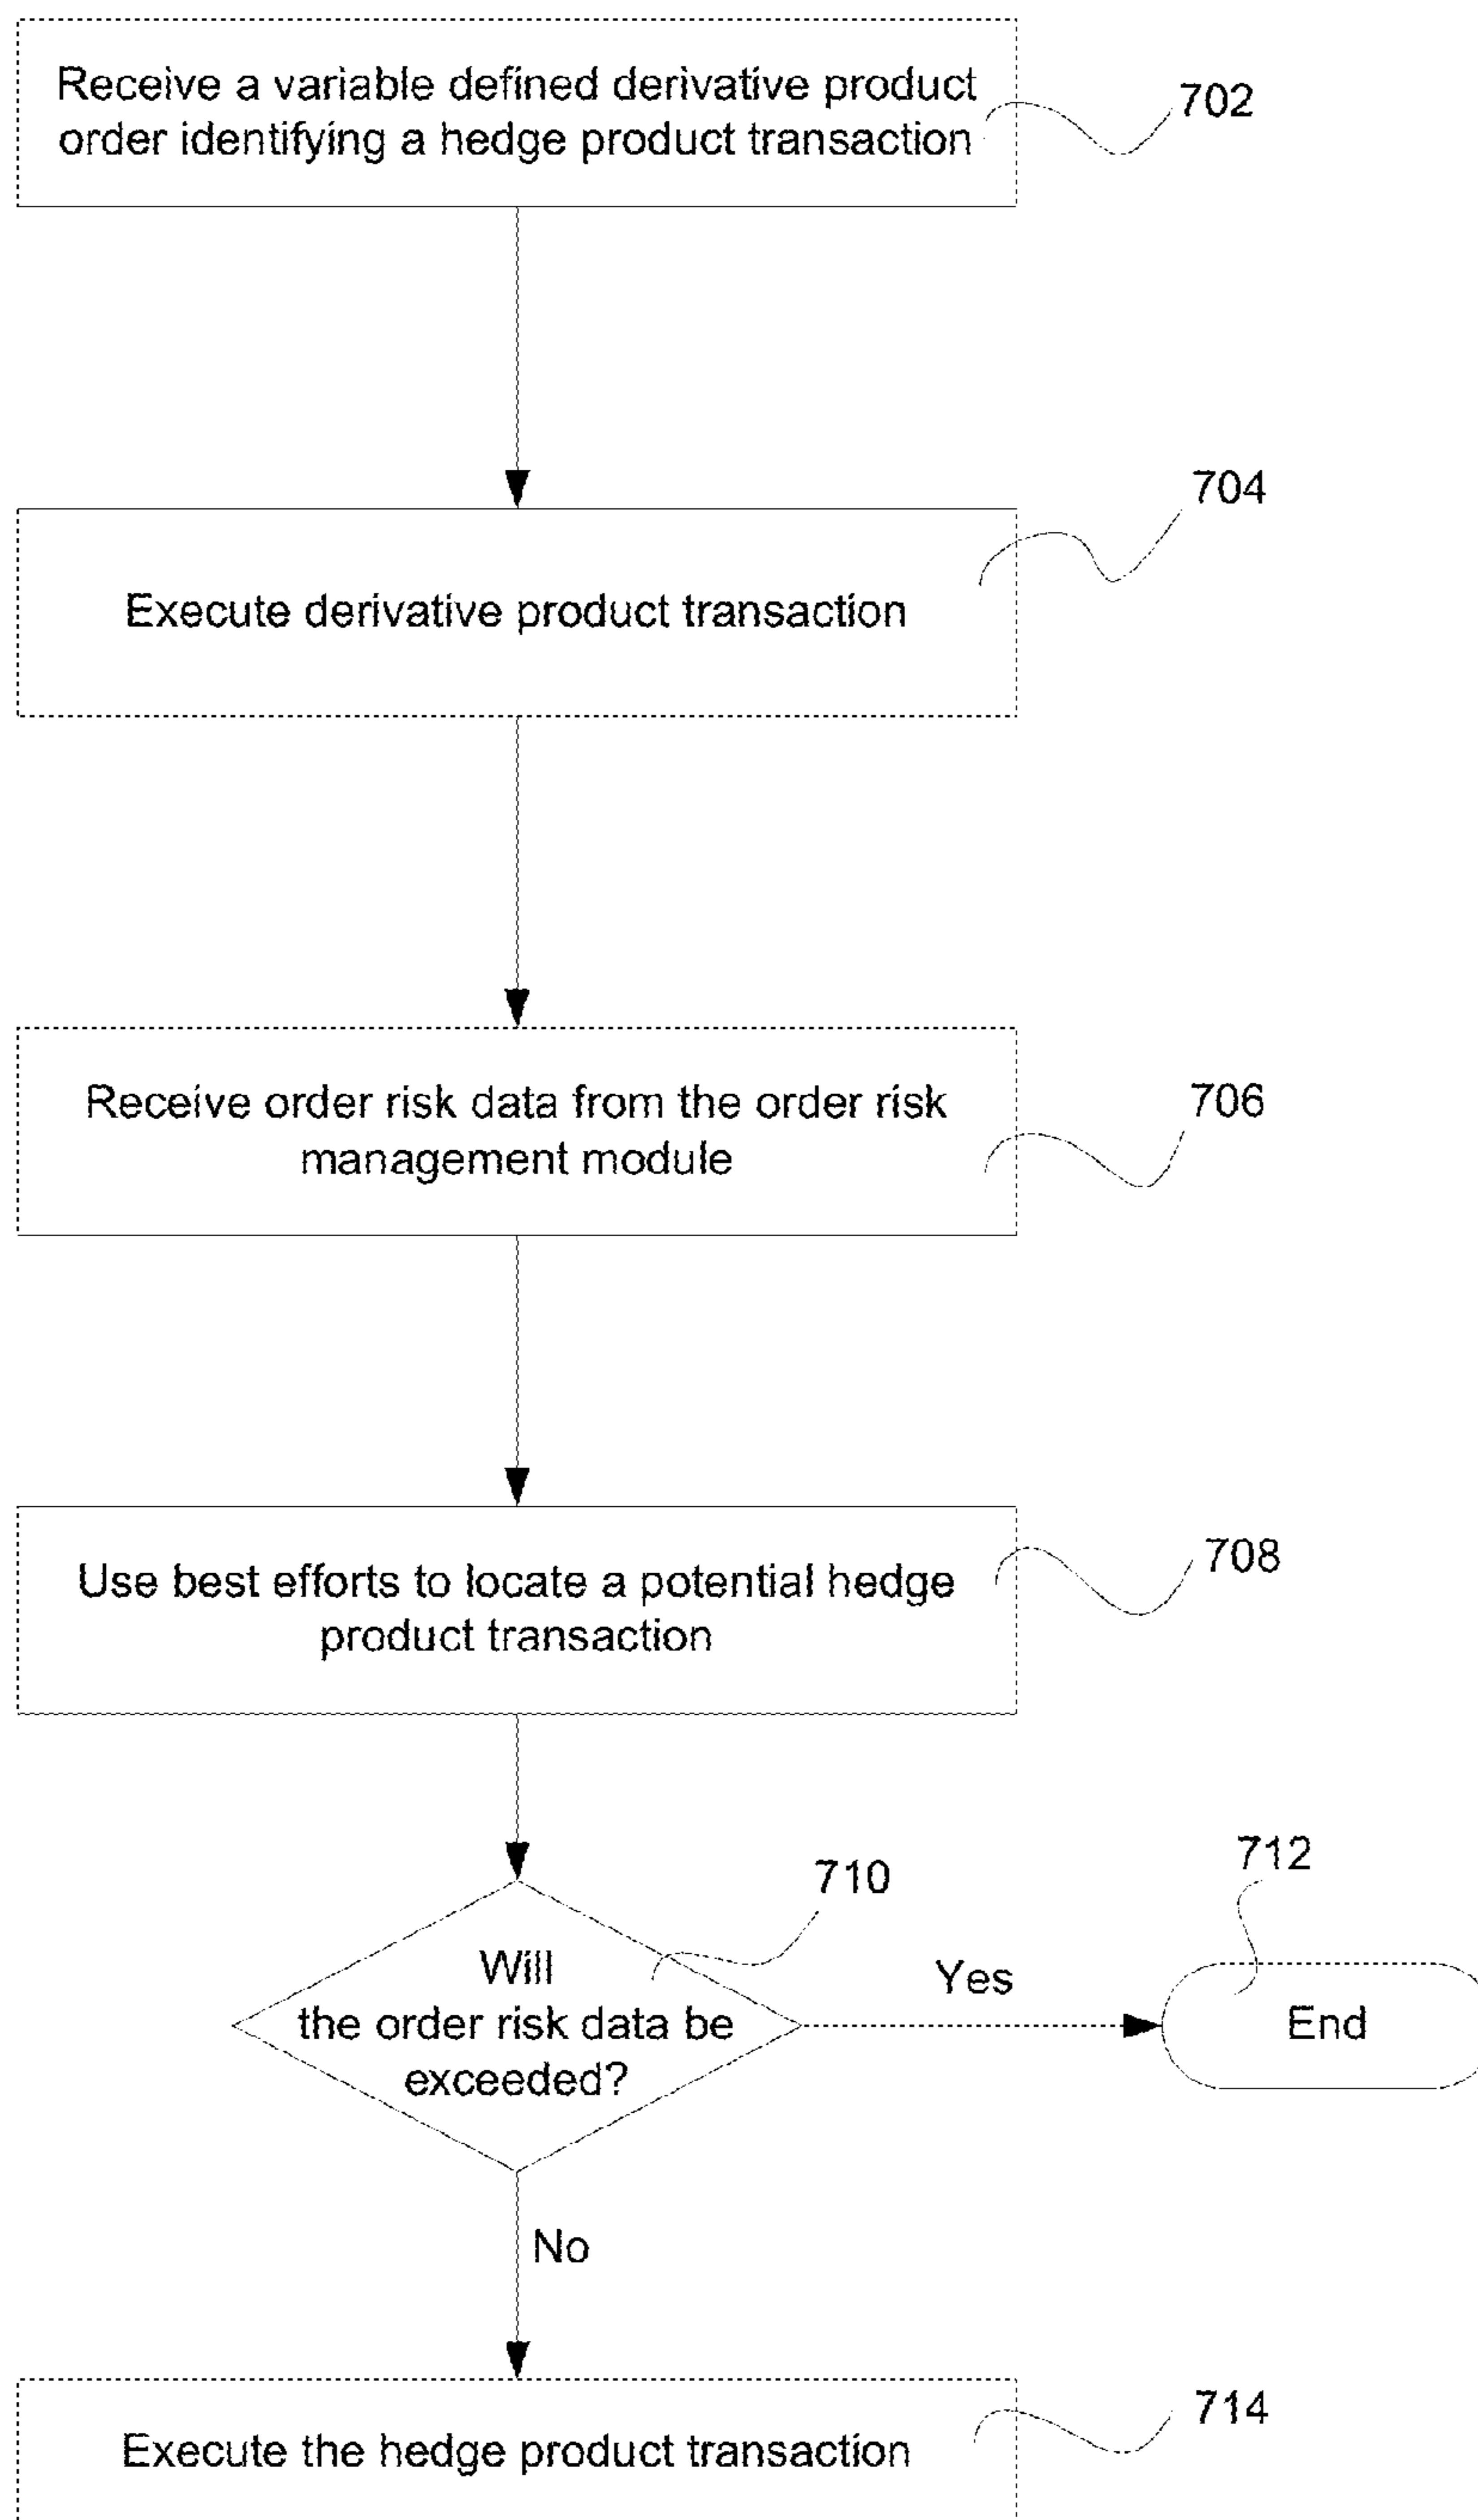 Receive a variable defined derivative product
order identifying a hedge product transaction
702
704
Execute derivative product transaction
Receive order risk data from the order risk
management module
706
Use best efforts to locate a potential hedge
product transaction
708
710
712
Will
the order risk data be
exceeded?
Yes
End
No
Execute the hedge product transaction
714